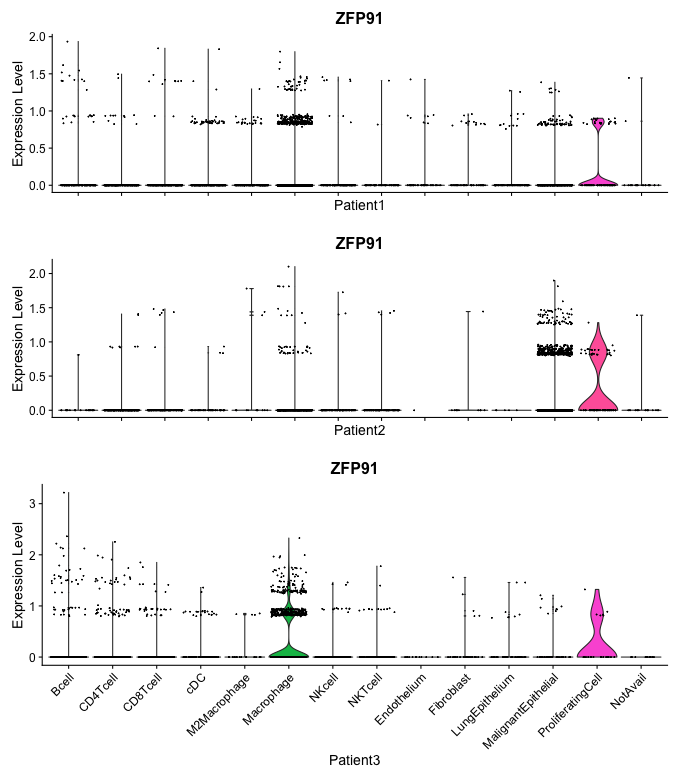 ZFP91
Expression Level
2.0
1.5
1.0
0.5
0.0
Patient1
ZFP91
Expression Level
2.0
1.5
1.0
0.5
0.0
Patient2
ZFP91
Expression Level
3
2
1
0
Bcell
CD4Tcell
CD8Tcell
cDC
M2Macrophage
Macrophage
NKcell
NKTcell
Endothelium
Fibroblast
LungEpithelium
MalignantEpithelial
ProliferatingCell
NotAvail
Patient3